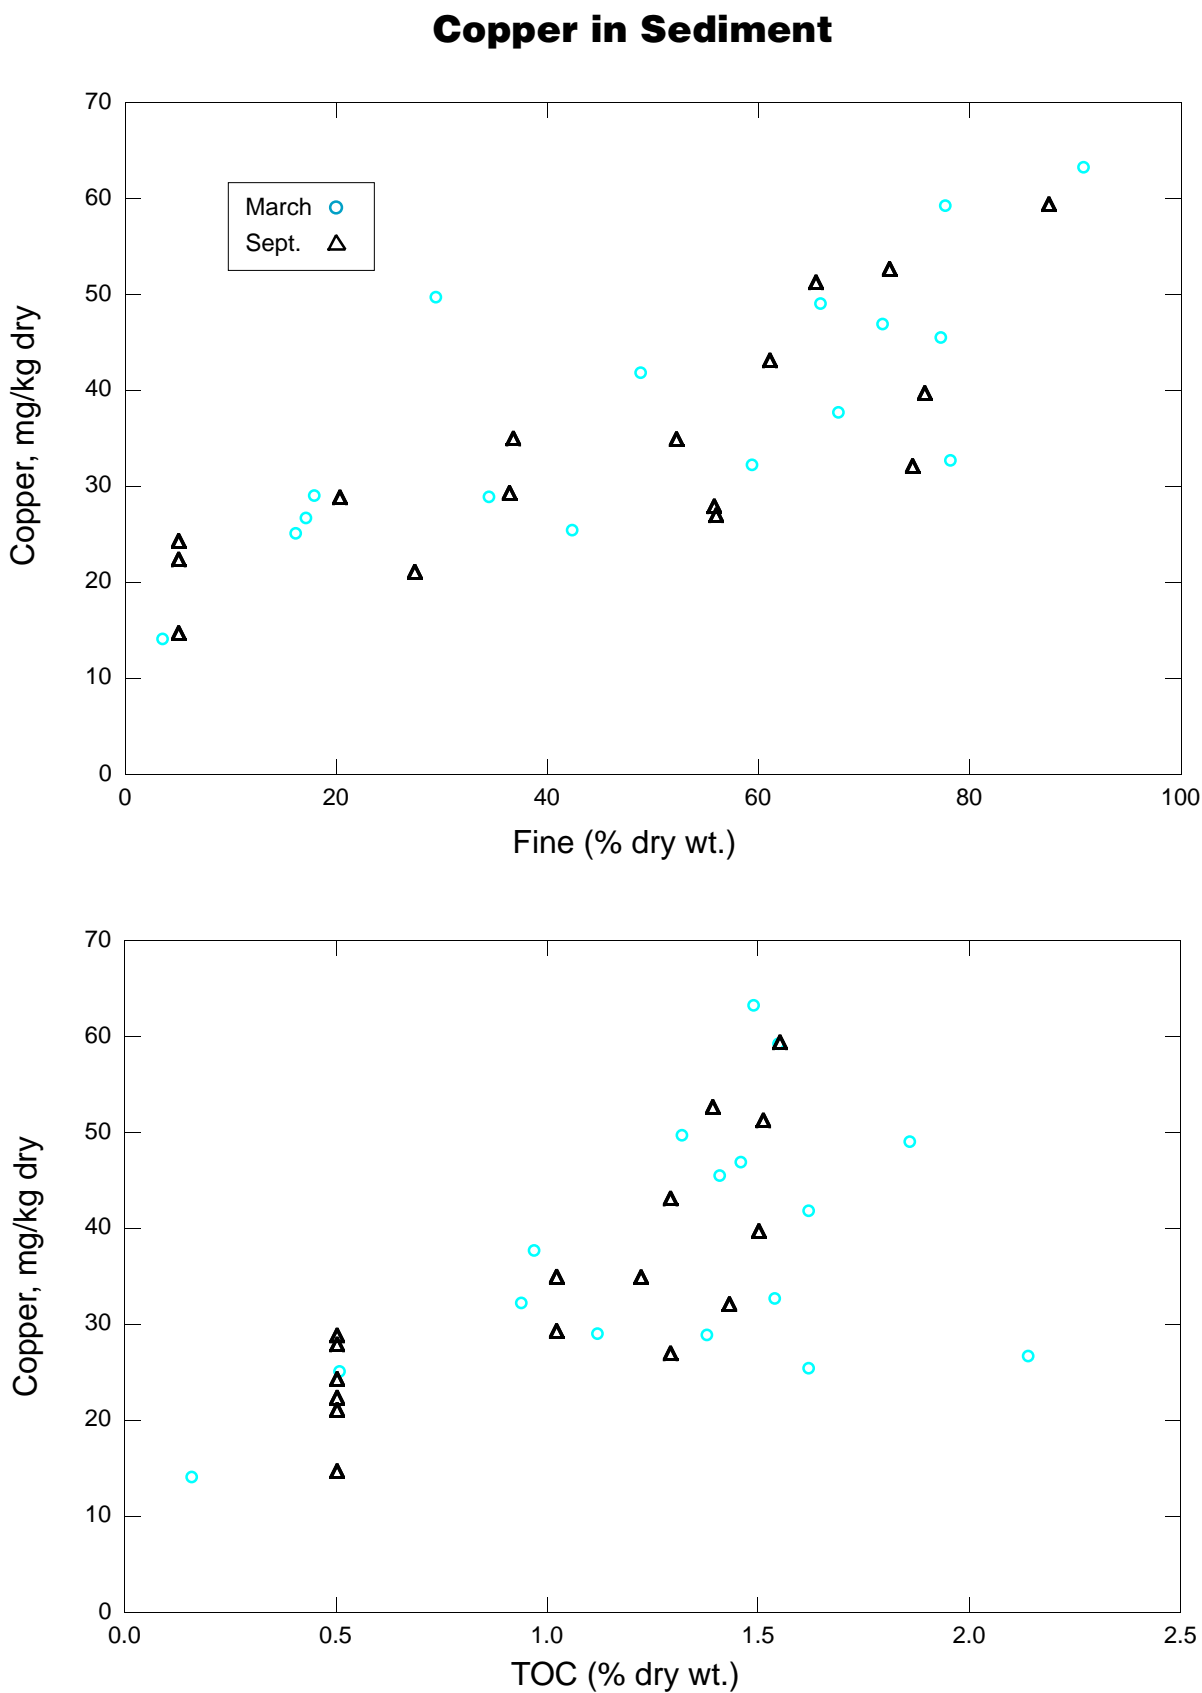 Copper in Sediment
70
60
50
40
30
20
10
0
Copper, mg/kg dry
March
Sept.
0 20 40 60 80 100
Fine (% dry wt.)
70
60
50
40
30
20
10
0
Copper, mg/kg dry
0.0 0.5 1.0 1.5 2.0 2.5
TOC (% dry wt.)